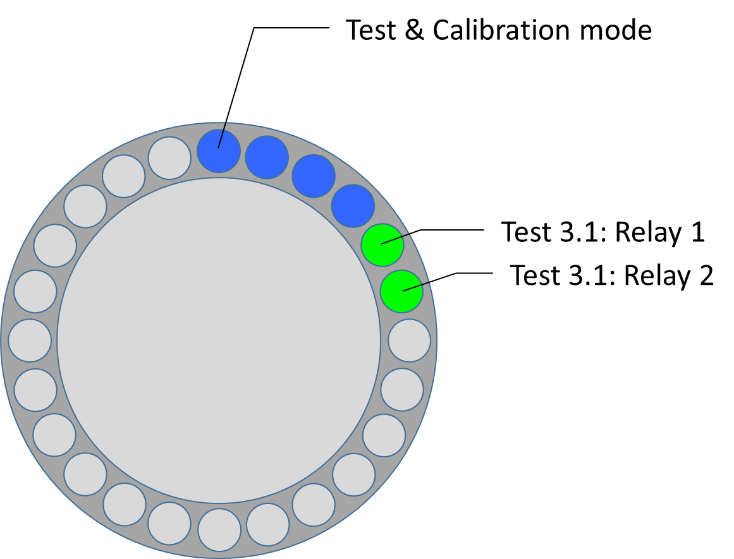 Test & Calibration mode
Test 3.1: Relay 1
Test 3.1: Relay 2